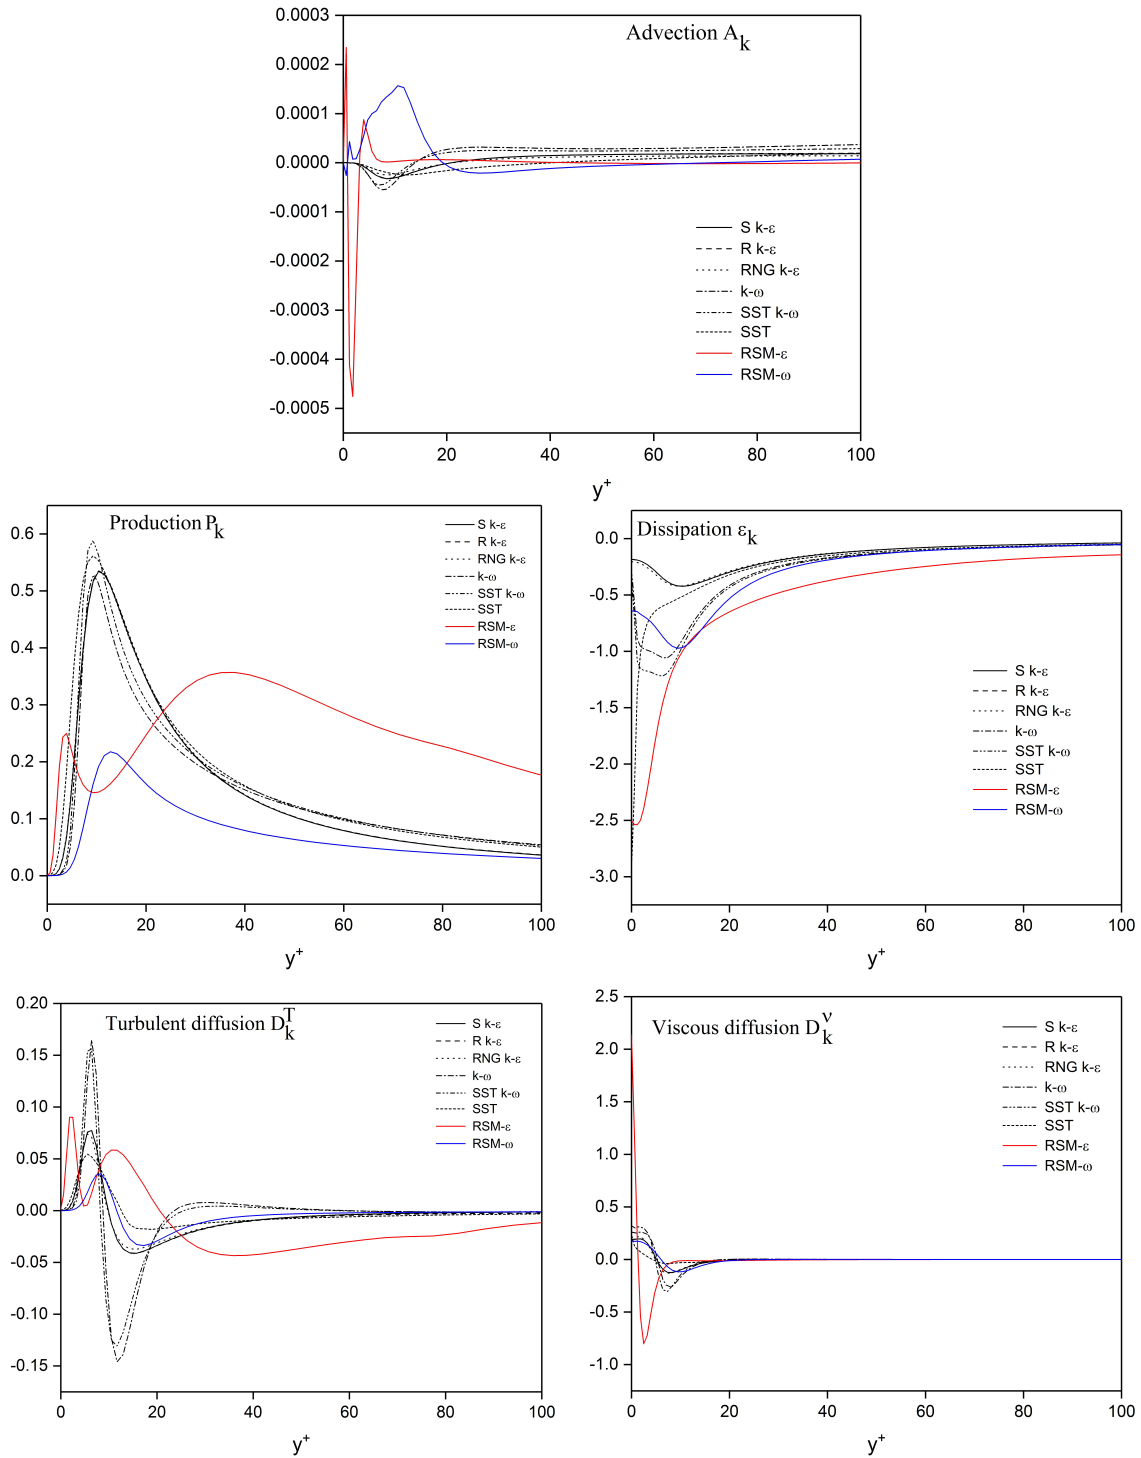 Advection A_k
0.0003
0.0002
0.0001
0.0000
-0.0001
-0.0002
-0.0003
-0.0004
-0.0005
S k-ε
R k-ε
RNG k-ε
k-ω
SST k-ω
SST
RSM-ε
RSM-ω
0 20 40 60 80 100
y⁺
Production P_k
0.6
0.5
0.4
0.3
0.2
0.1
0.0
S k-ε
R k-ε
RNG k-ε
k-ω
SST k-ω
SST
RSM-ε
RSM-ω
0 20 40 60 80 100
y⁺
Dissipation ε_k
0.0
-0.5
-1.0
-1.5
-2.0
-2.5
-3.0
S k-ε
R k-ε
RNG k-ε
k-ω
SST k-ω
SST
RSM-ε
RSM-ω
0 20 40 60 80 100
y⁺
Turbulent diffusion D_k^T
0.20
0.15
0.10
0.05
0.00
-0.05
-0.10
-0.15
S k-ε
R k-ε
RNG k-ε
k-ω
SST k-ω
SST
RSM-ε
RSM-ω
0 20 40 60 80 100
y⁺
Viscous diffusion D_k^ν
2.5
2.0
1.5
1.0
0.5
0.0
-0.5
-1.0
S k-ε
R k-ε
RNG k-ε
k-ω
SST k-ω
SST
RSM-ε
RSM-ω
0 20 40 60 80 100
y⁺